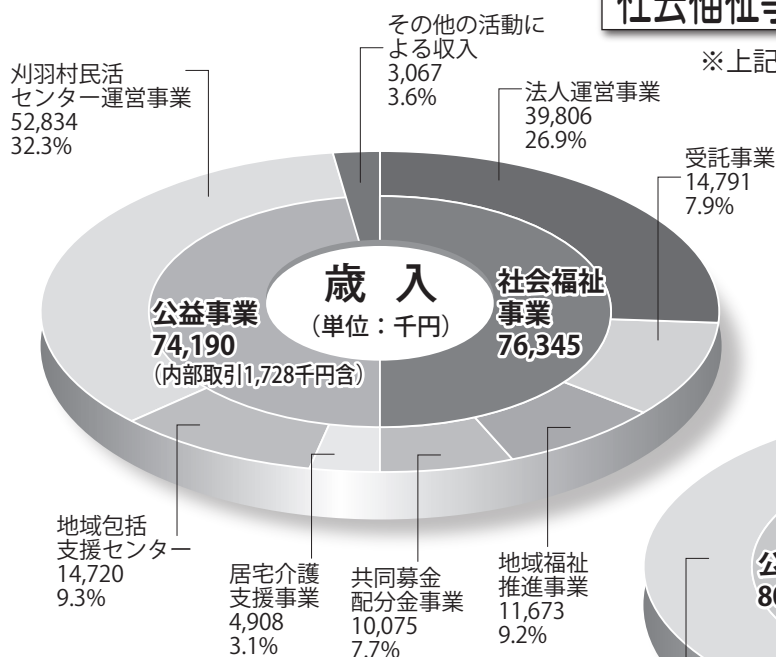 社会福祉事
※上記
その他の活動に
よる収入
3,067
3.6%
刈羽村民活
センター運営事業
52,834
32.3%
法人運営事業
39,806
26.9%
受託事業
14,791
7.9%
歳 入
(単位：千円)
公益事業
74,190
(内部取引1,728千円含)
社会福祉
事業
76,345
地域包括
支援センター
14,720
9.3%
居宅介護
支援事業
4,908
3.1%
共同募金
配分金事業
10,075
7.7%
地域福祉
推進事業
11,673
9.2%
公
80